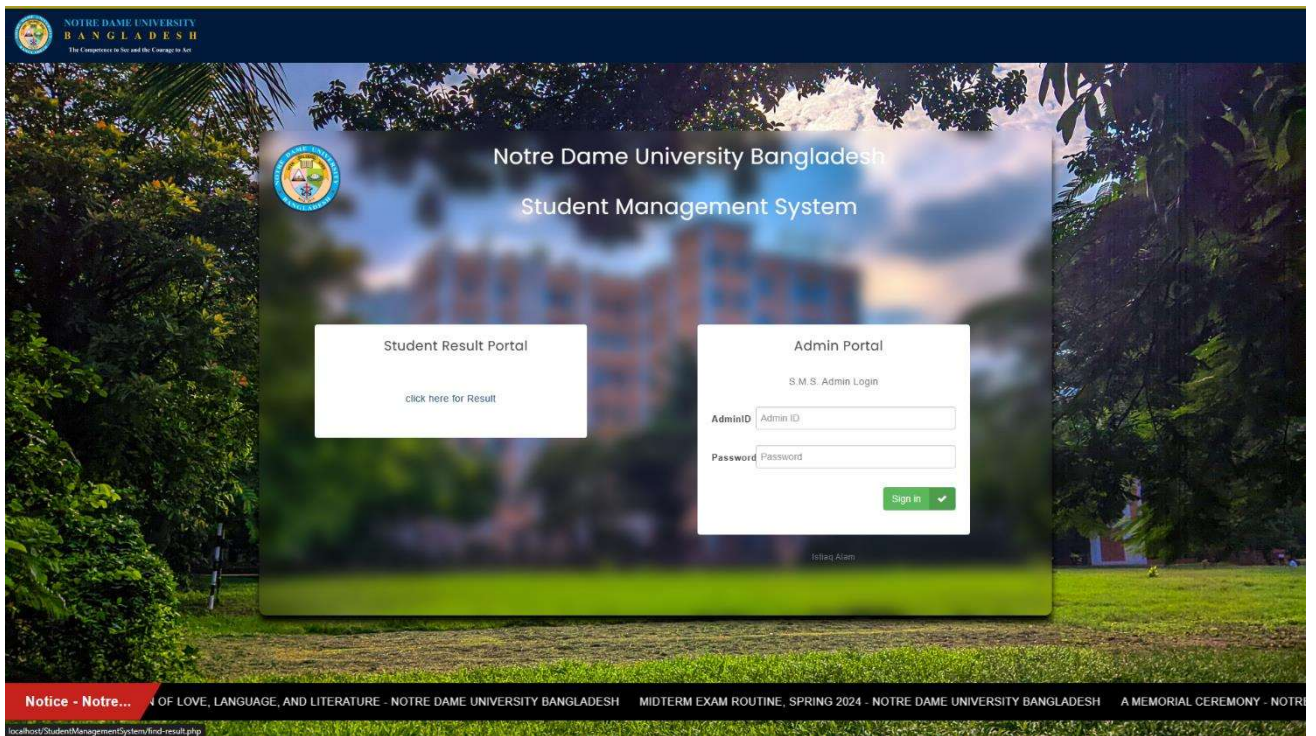 NOTRE DAME UNIVERSITY
BANGLADESH
The Competence to See and the Courage to Act
Notre Dame University Bangladesh
Student Management System
Student Result Portal
click here for Result
Admin Portal
S.M.S. Admin Login
AdminID Admin ID
Password Password
Sign in
Istiaq Alam
Notice - Notre... N OF LOVE, LANGUAGE, AND LITERATURE - NOTRE DAME UNIVERSITY BANGLADESH MIDTERM EXAM ROUTINE, SPRING 2024 - NOTRE DAME UNIVERSITY BANGLADESH A MEMORIAL CEREMONY - NOTRE
localhost/StudentManagementSystem/find-result.php